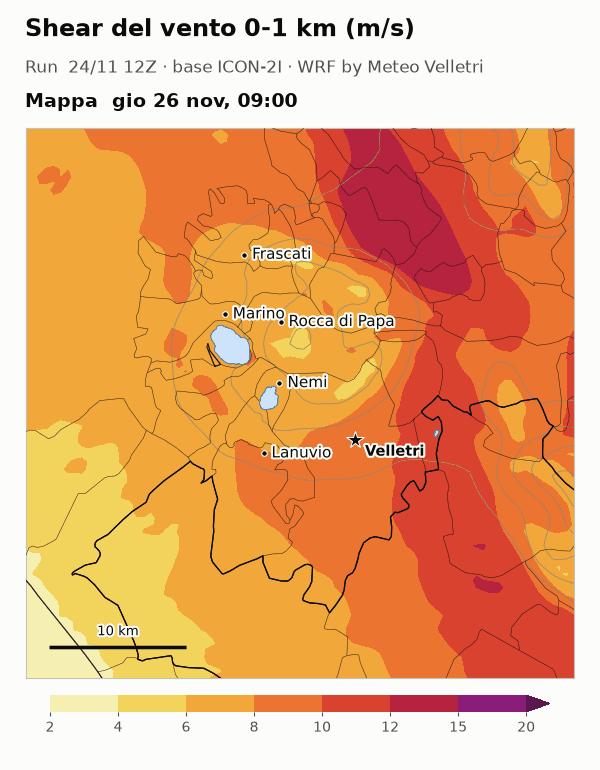 Shear del vento 0-1 km (m/s)
Run  24/11 12Z · base ICON-2I · WRF by Meteo Velletri
Mappa  gio 26 nov, 09:00
Frascati
Marino
Rocca di Papa
Nemi
Velletri
Lanuvio
10 km
2 4 6 8 10 12 15 20